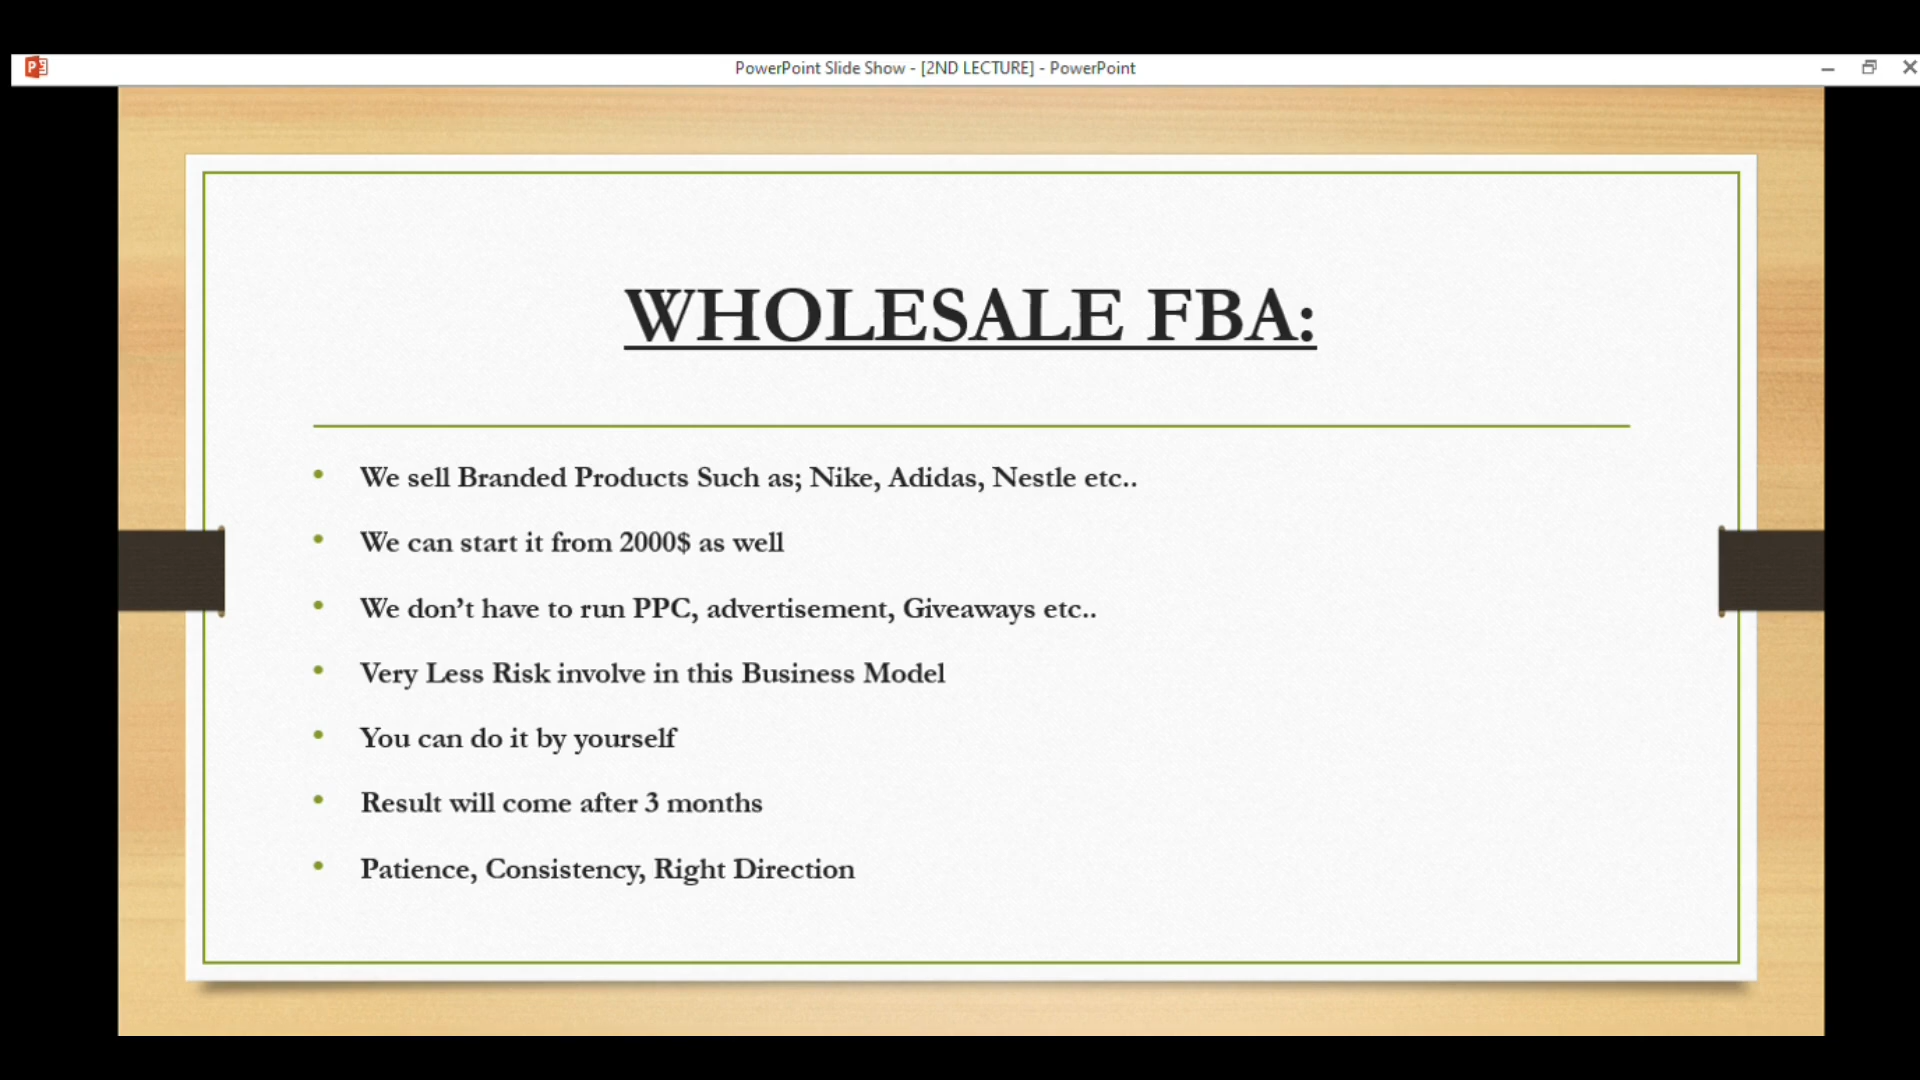 PowerPoint Slide Show - [2ND LECTURE] - PowerPoint
WHOLESALE FBA:
• We sell Branded Products Such as; Nike, Adidas, Nestle etc..
• We can start it from 2000$ as well
• We don’t have to run PPC, advertisement, Giveaways etc..
• Very Less Risk involve in this Business Model
• You can do it by yourself
• Result will come after 3 months
• Patience, Consistency, Right Direction